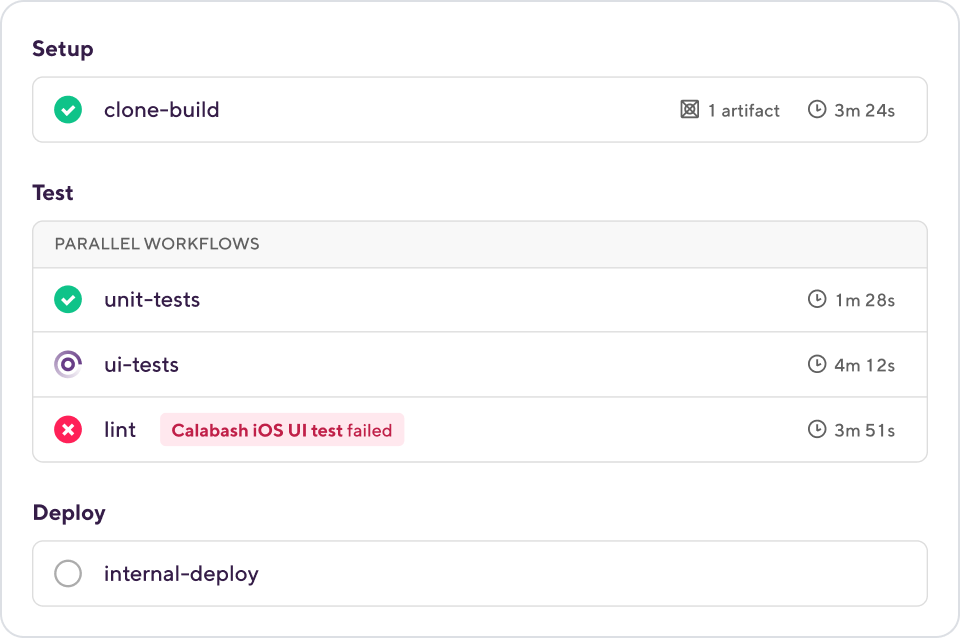 Setup
clone-build 1 artifact 3m 24s
Test
PARALLEL WORKFLOWS
unit-tests 1m 28s
ui-tests 4m 12s
lint Calabash iOS UI test failed 3m 51s
Deploy
internal-deploy